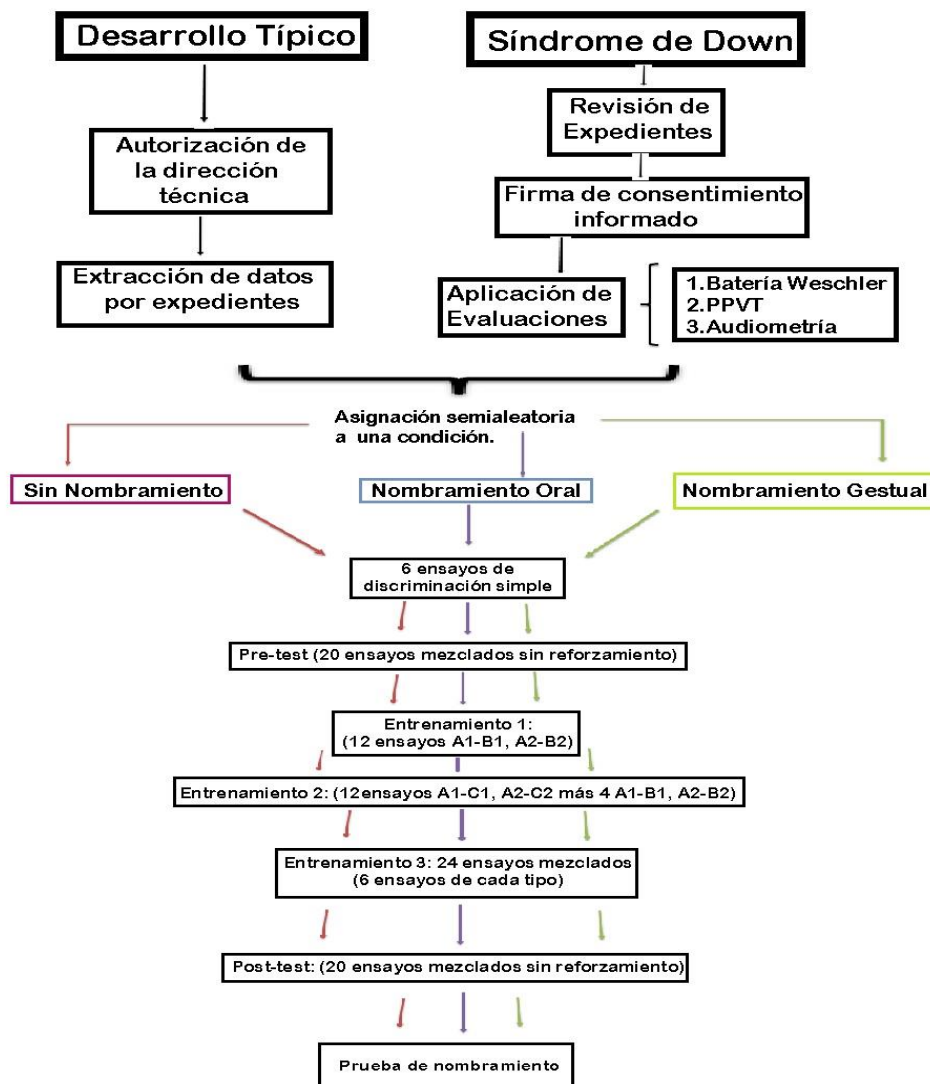 Desarrollo Típico
Síndrome de Down
Autorización de
la dirección
técnica
Revisión de
Expedientes
Firma de consentimiento
informado
Extracción de datos
por expedientes
Aplicación de
Evaluaciones
1.Batería Weschler
2.PPVT
3.Audiometría
Asignación semialeatoria
a una condición.
Sin Nombramiento
Nombramiento Oral
Nombramiento Gestual
6 ensayos de
discriminación simple
Pre-test (20 ensayos mezclados sin reforzamiento)
Entrenamiento 1:
(12 ensayos A1-B1, A2-B2)
Entrenamiento 2: (12ensayos A1-C1, A2-C2 más 4 A1-B1, A2-B2)
Entrenamiento 3: 24 ensayos mezclados
(6 ensayos de cada tipo)
Post-test: (20 ensayos mezclados sin reforzamiento)
Prueba de nombramiento